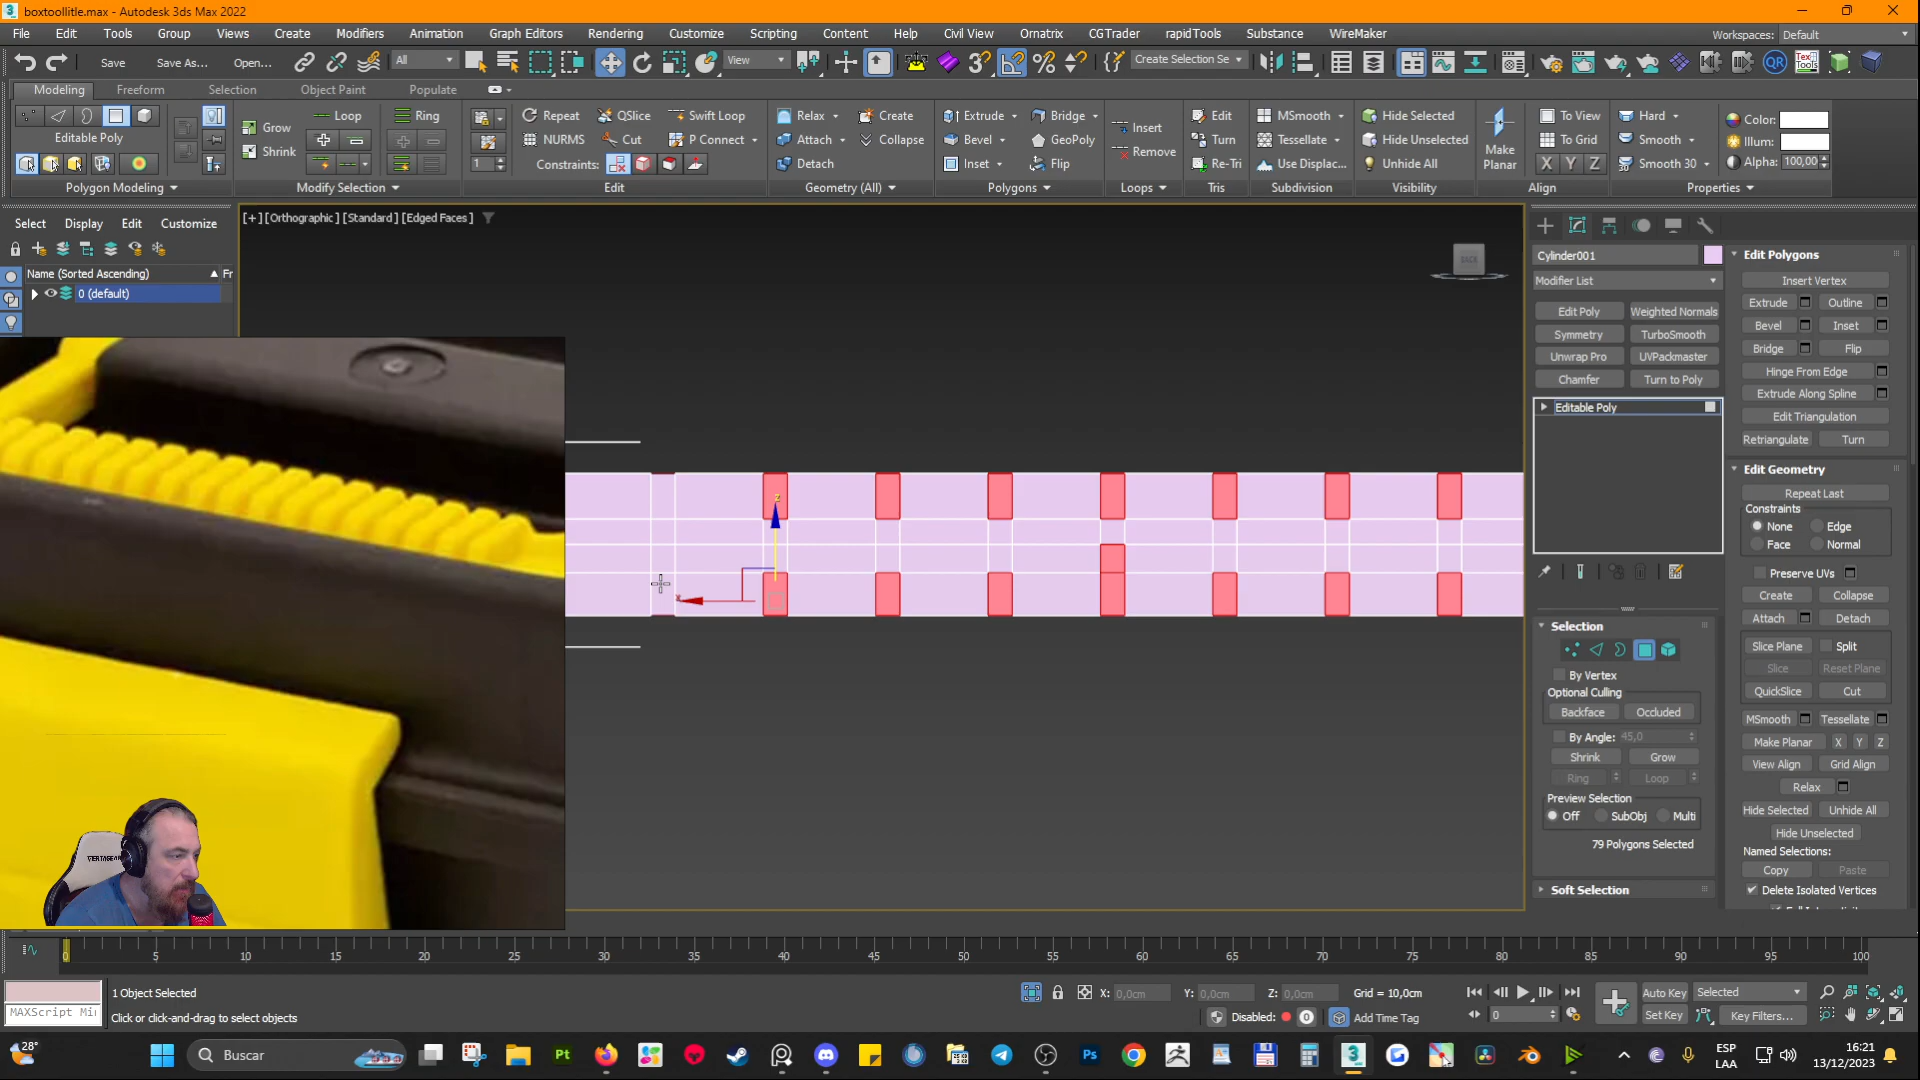 boxtoollitle.max - Autodesk 3ds Max 2022
File Edit Tools Group Views Create Modifiers Animation Graph Editors Rendering Customize Scripting Content Help Civil View Ornatrix CGTrader rapidTools Substance WireMaker Workspaces: Default
Save Save As... Open... All View Create Selection Se
Modeling Freeform Selection Object Paint Populate
Editable Poly
Grow Shrink Loop Ring
Repeat QSlice Swift Loop
NURMS Cut P Connect
1 Constraints:
Relax Create
Attach Collapse
Detach
Extrude Bridge
Bevel GeoPoly
Inset Flip
Insert
Remove
Edit
Turn
Re-Tri
MSmooth
Tessellate
Use Displac...
Hide Selected
Hide Unselected
Unhide All
Make
Planar
To View
To Grid
X Y Z
Hard
Smooth
Smooth 30
Color:
Illum:
Alpha: 100,00
Polygon Modeling Modify Selection Edit Geometry (All) Polygons Loops Tris Subdivision Visibility Align Properties
Select Display Edit Customize
Name (Sorted Ascending) Fr
0 (default)
[+] [Orthographic] [Standard] [Edged Faces]
BACK
z
x
VERTAGEAR
Cylinder001
Modifier List
Edit Poly Weighted Normals
Symmetry TurboSmooth
Unwrap Pro UVPackmaster
Chamfer Turn to Poly
Editable Poly
Selection
By Vertex
Optional Culling
Backface Occluded
By Angle: 45,0
Shrink Grow
Ring Loop
Preview Selection
Off SubObj Multi
79 Polygons Selected
Soft Selection
Edit Polygons
Insert Vertex
Extrude Outline
Bevel Inset
Bridge Flip
Hinge From Edge
Extrude Along Spline
Edit Triangulation
Retriangulate Turn
Edit Geometry
Repeat Last
Constraints
None Edge
Face Normal
Preserve UVs
Create Collapse
Attach Detach
Slice Plane Split
Slice Reset Plane
QuickSlice Cut
MSmooth Tessellate
Make Planar X Y Z
View Align Grid Align
Relax
Hide Selected Unhide All
Hide Unselected
Named Selections:
Copy Paste
Delete Isolated Vertices
0 5 10 15 20 25 30 35 40 45 50 55 60 65 70 75 80 85 90 95 100
1 Object Selected
MAXScript Mi
Click or click-and-drag to select objects
X: 0,0cm Y: 0,0cm Z: 0,0cm Grid = 10,0cm
Disabled: 0 Add Time Tag
0
Auto Key Selected
Set Key Key Filters...
28°
Buscar
Pt
Ps
3
ESP
LAA
16:21
13/12/2023